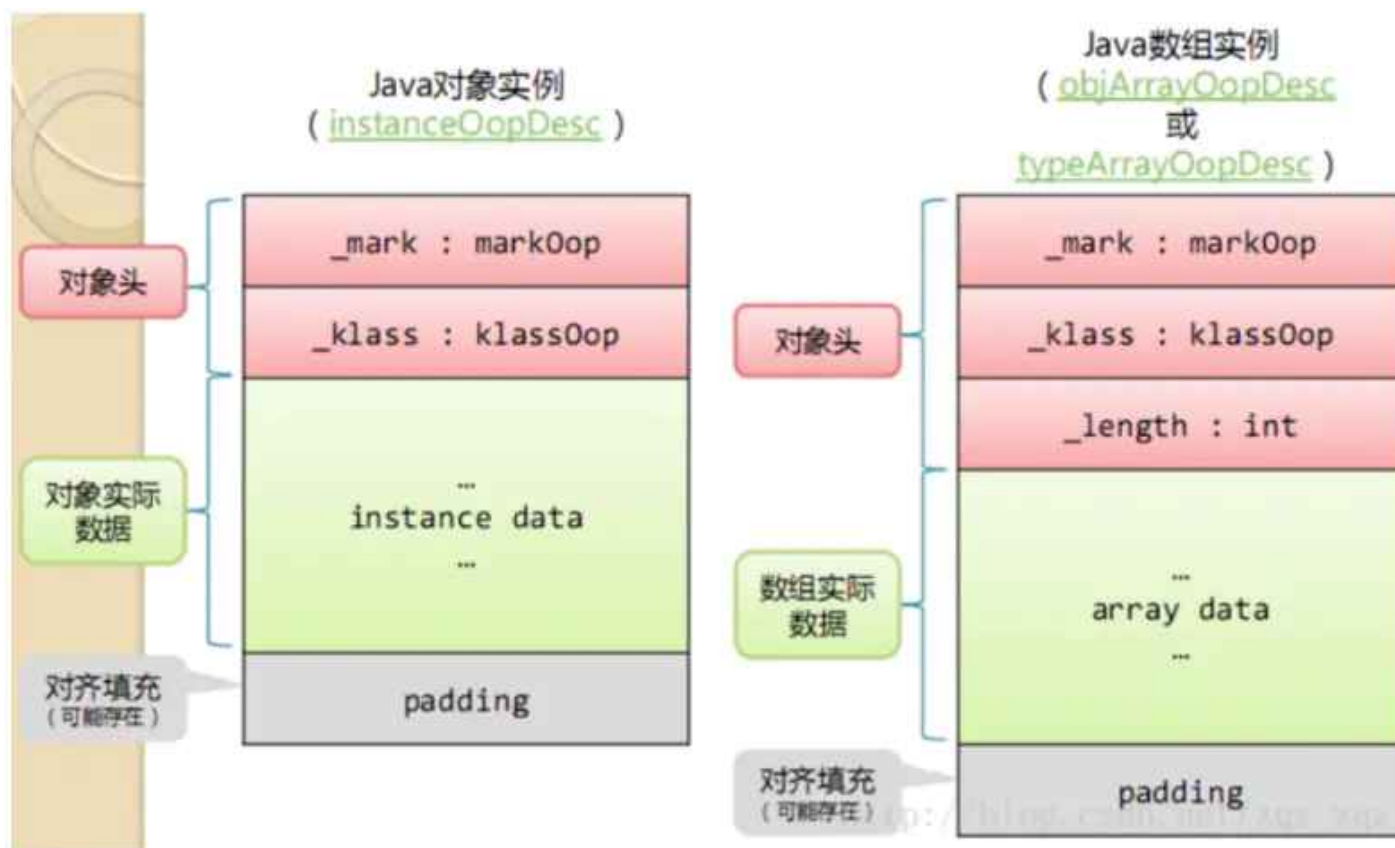 Java对象实例
( instanceOopDesc )
对象头
_mark : markOop
_klass : klassOop
对象实际
数据
…
instance data
…
对齐填充
(可能存在)
padding
Java数组实例
( objArrayOopDesc
或
typeArrayOopDesc )
对象头
_mark : markOop
_klass : klassOop
_length : int
数组实际
数据
…
array data
…
对齐填充
(可能存在)
padding